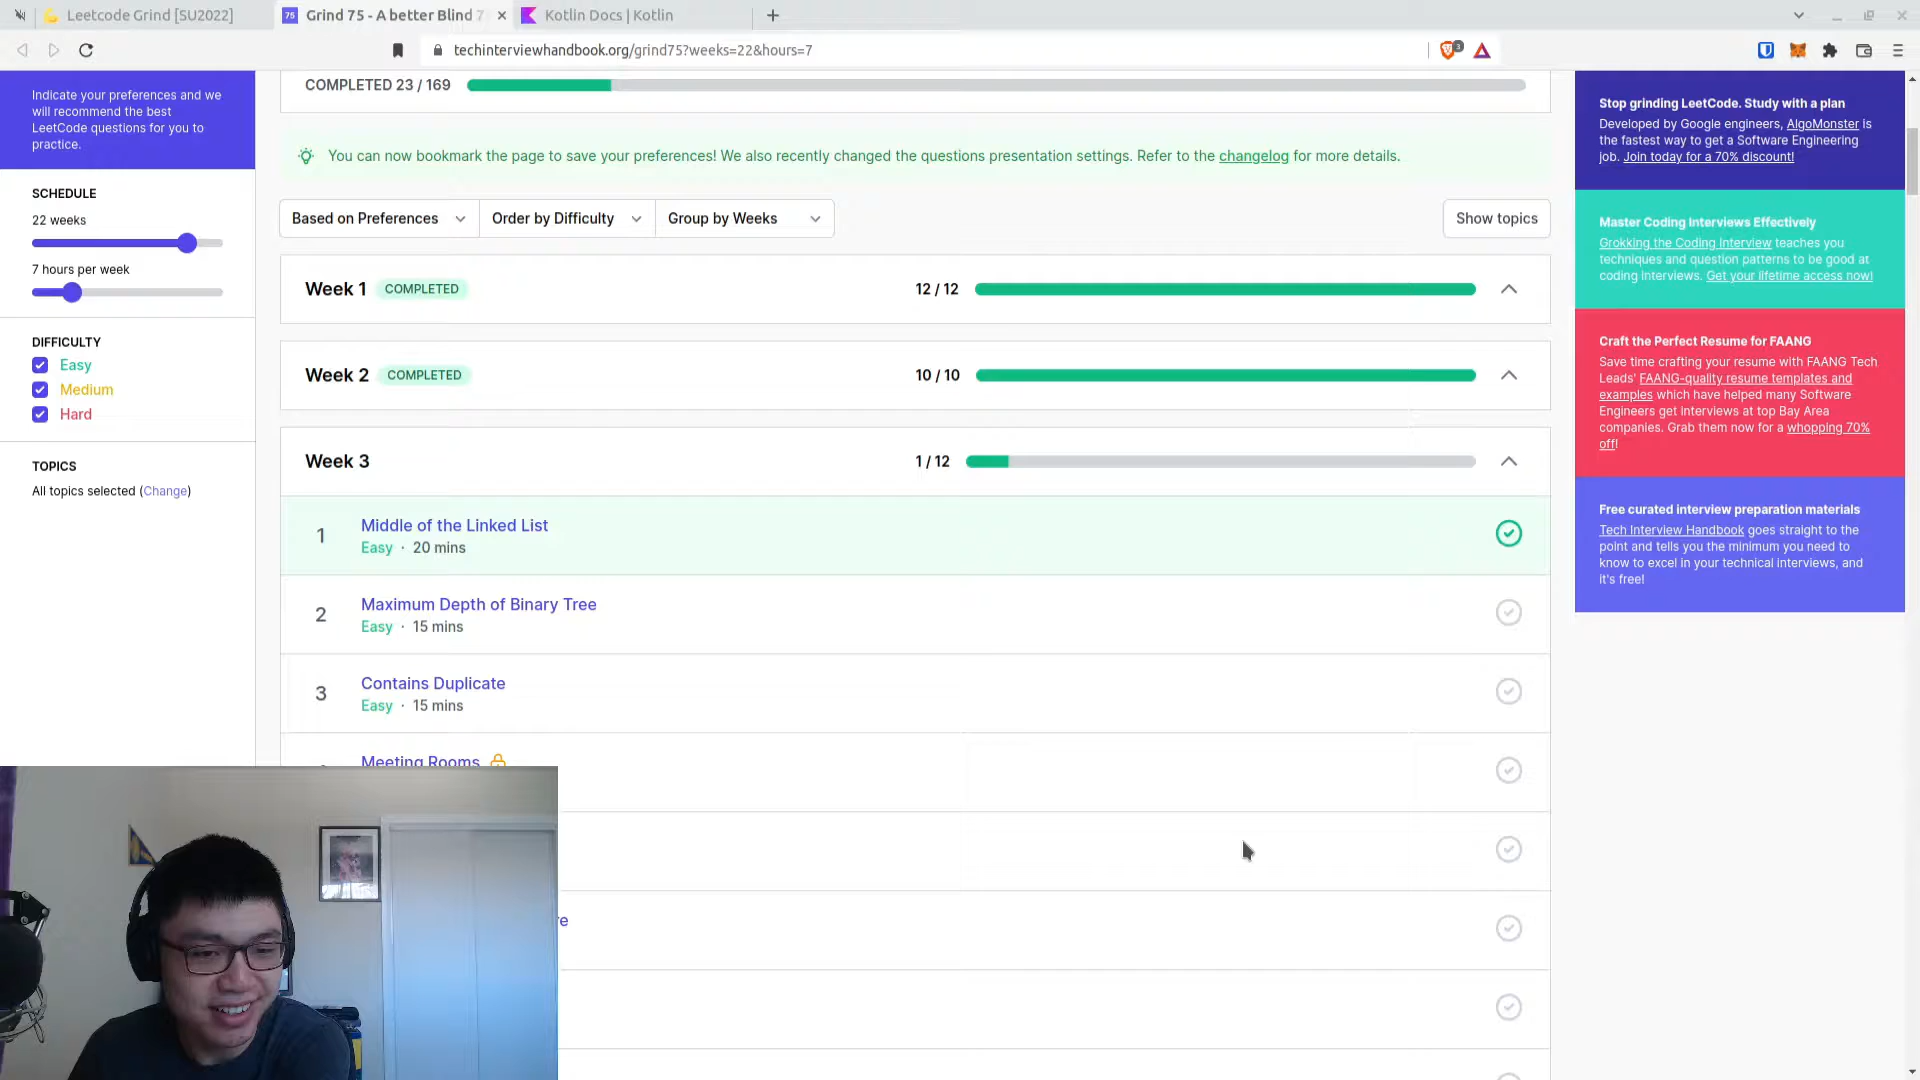 Leetcode Grind [SU2022]
75 Grind 75 - A better Blind 7
Kotlin Docs | Kotlin
techinterviewhandbook.org/grind75?weeks=22&hours=7
3
Indicate your preferences and we
will recommend the best
LeetCode questions for you to
practice.
SCHEDULE
22 weeks
7 hours per week
DIFFICULTY
Easy
Medium
Hard
TOPICS
All topics selected (Change)
COMPLETED 23 / 169
You can now bookmark the page to save your preferences! We also recently changed the questions presentation settings. Refer to the changelog for more details.
Based on Preferences
Order by Difficulty
Group by Weeks
Show topics
Week 1 COMPLETED 12 / 12
Week 2 COMPLETED 10 / 10
Week 3 1 / 12
1 Middle of the Linked List
Easy · 20 mins
2 Maximum Depth of Binary Tree
Easy · 15 mins
3 Contains Duplicate
Easy · 15 mins
Meeting Rooms
Stop grinding LeetCode. Study with a plan
Developed by Google engineers, AlgoMonster is
the fastest way to get a Software Engineering
job. Join today for a 70% discount!
Master Coding Interviews Effectively
Grokking the Coding Interview teaches you
techniques and question patterns to be good at
coding interviews. Get your lifetime access now!
Craft the Perfect Resume for FAANG
Save time crafting your resume with FAANG Tech
Leads' FAANG-quality resume templates and
examples which have helped many Software
Engineers get interviews at top Bay Area
companies. Grab them now for a whopping 70%
off!
Free curated interview preparation materials
Tech Interview Handbook goes straight to the
point and tells you the minimum you need to
know to excel in your technical interviews, and
it's free!